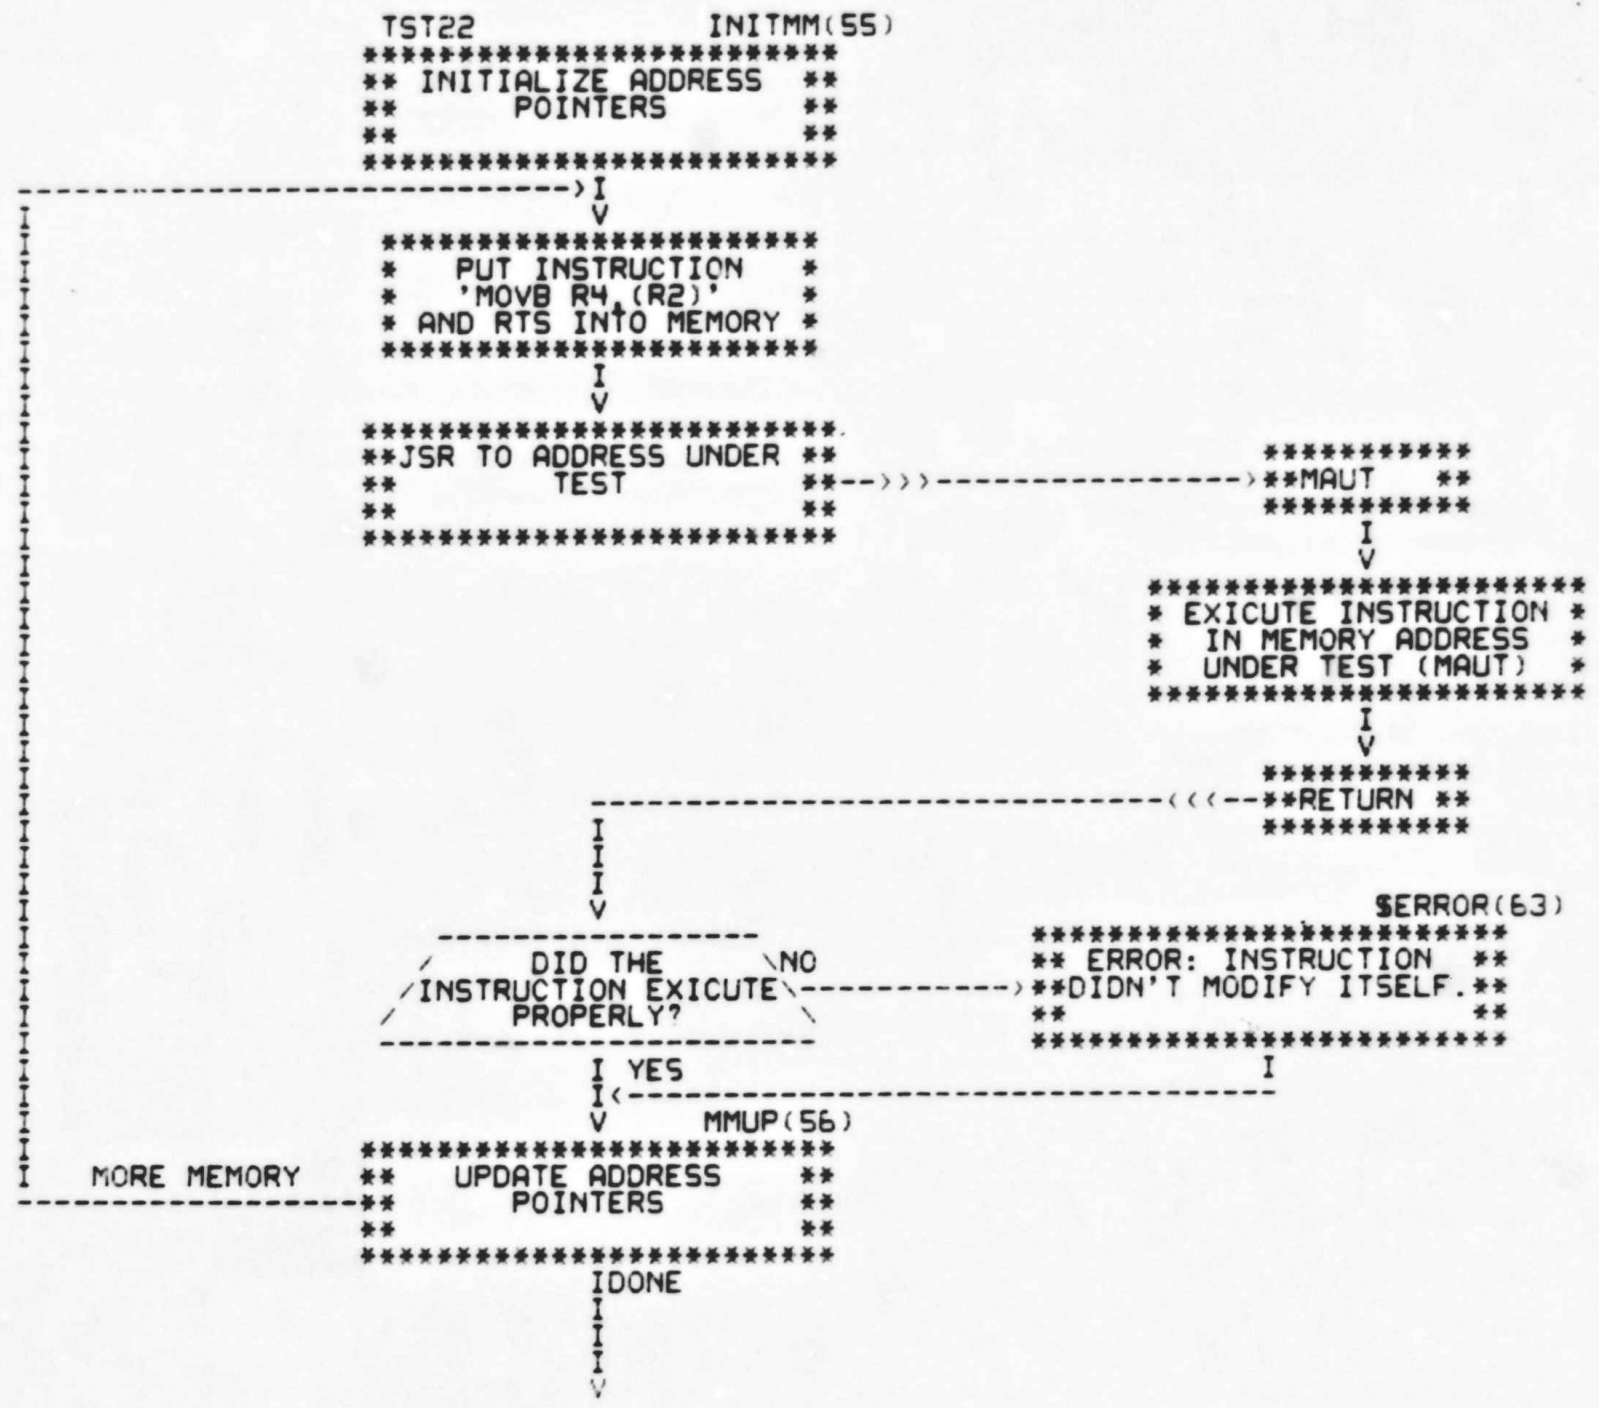 TST22 INITMM(55)
INITIALIZE ADDRESS
POINTERS
PUT INSTRUCTION
'MOVB R4,(R2)'
AND RTS INTO MEMORY
JSR TO ADDRESS UNDER
TEST
MAUT
EXICUTE INSTRUCTION
IN MEMORY ADDRESS
UNDER TEST (MAUT)
RETURN
$ERROR(63)
DID THE
INSTRUCTION EXICUTE
PROPERLY?
NO
ERROR: INSTRUCTION
DIDN'T MODIFY ITSELF.
YES
MMUP(56)
MORE MEMORY
UPDATE ADDRESS
POINTERS
DONE